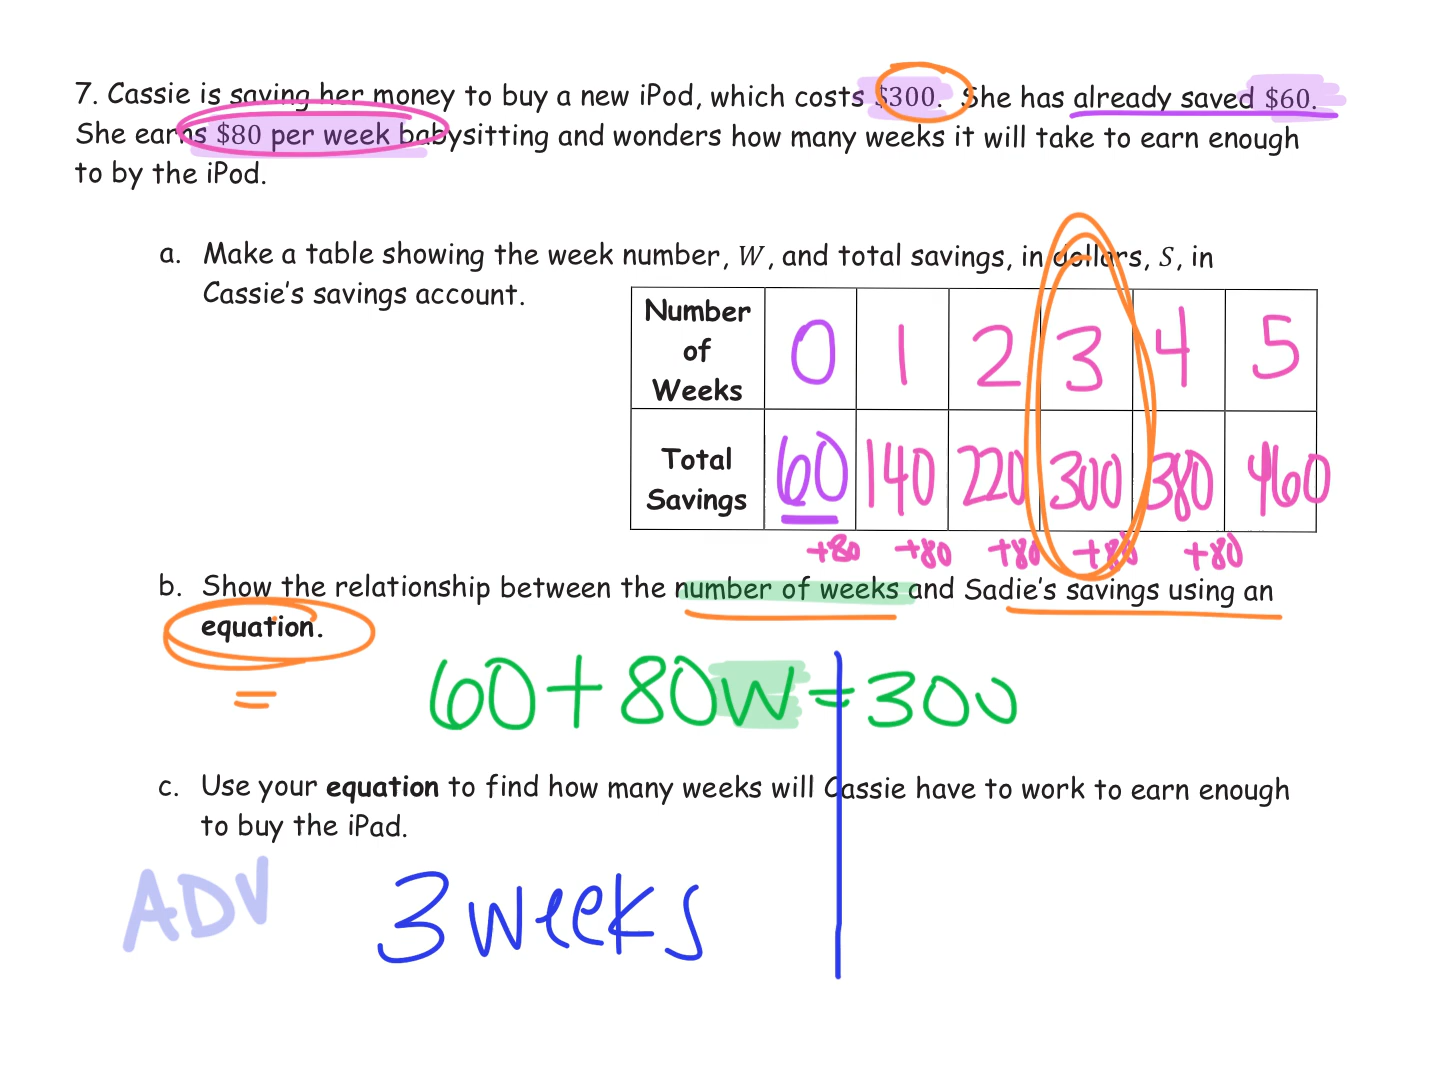 7. Cassie is saving her money to buy a new iPod, which costs $300. She has already saved $60.
She earns $80 per week babysitting and wonders how many weeks it will take to earn enough
to by the iPod.
a. Make a table showing the week number, W, and total savings, in dollars, S, in
Cassie's savings account.
Number of Weeks 0 1 2 3 4 5
Total Savings 60 140 220 300 380 460
+80 +80 +80 +80 +80
b. Show the relationship between the number of weeks and Sadie's savings using an
equation.
= 60+80W=300
c. Use your equation to find how many weeks will Cassie have to work to earn enough
to buy the iPad.
ADV 3 weeks